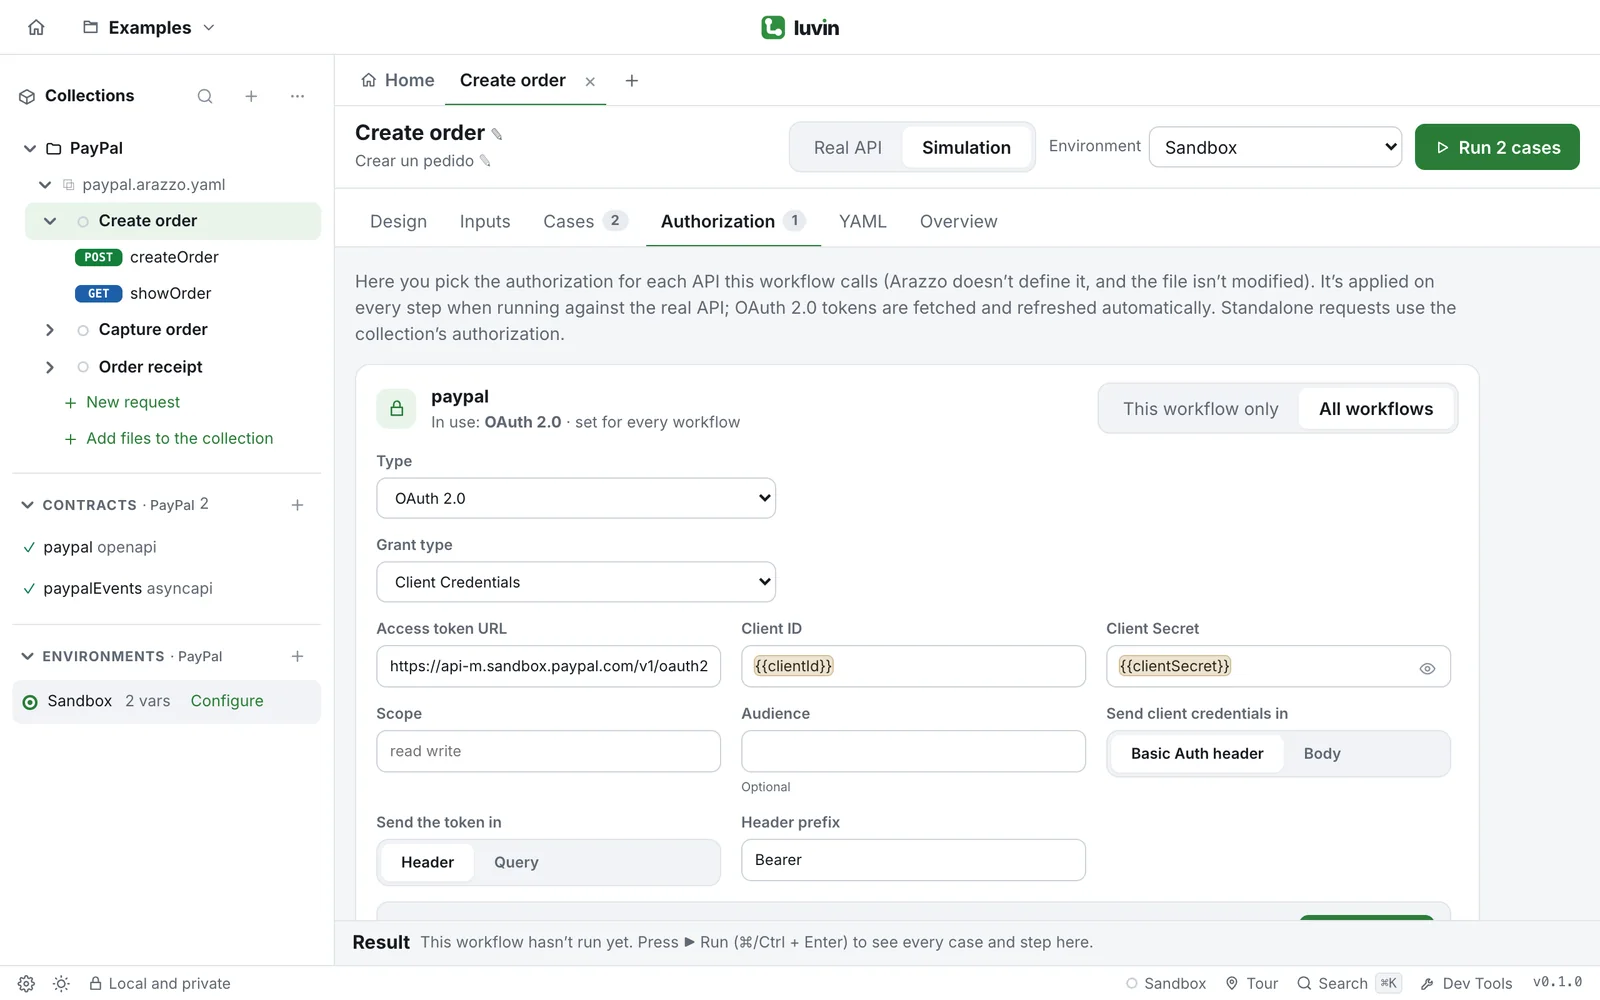 Examples
luvin
Collections
PayPal
paypal.arazzo.yaml
Create order
POST createOrder
GET showOrder
Capture order
Order receipt
+ New request
+ Add files to the collection
CONTRACTS · PayPal 2
paypal openapi
paypalEvents asyncapi
ENVIRONMENTS · PayPal
Sandbox 2 vars Configure
Home
Create order
Create order
Crear un pedido
Real API Simulation
Environment Sandbox
Run 2 cases
Design Inputs Cases 2 Authorization 1 YAML Overview
Here you pick the authorization for each API this workflow calls (Arazzo doesn’t define it, and the file isn’t modified). It’s applied on
every step when running against the real API; OAuth 2.0 tokens are fetched and refreshed automatically. Standalone requests use the
collection’s authorization.
paypal
In use: OAuth 2.0 · set for every workflow
This workflow only All workflows
Type
OAuth 2.0
Grant type
Client Credentials
Access token URL Client ID Client Secret
https://api-m.sandbox.paypal.com/v1/oauth2 {{clientId}} {{clientSecret}}
Scope Audience Send client credentials in
read write Basic Auth header Body
Optional
Send the token in Header prefix
Header Query Bearer
Result This workflow hasn’t run yet. Press ▶ Run (⌘/Ctrl + Enter) to see every case and step here.
Local and private
Sandbox Tour Search ⌘K Dev Tools v0.1.0